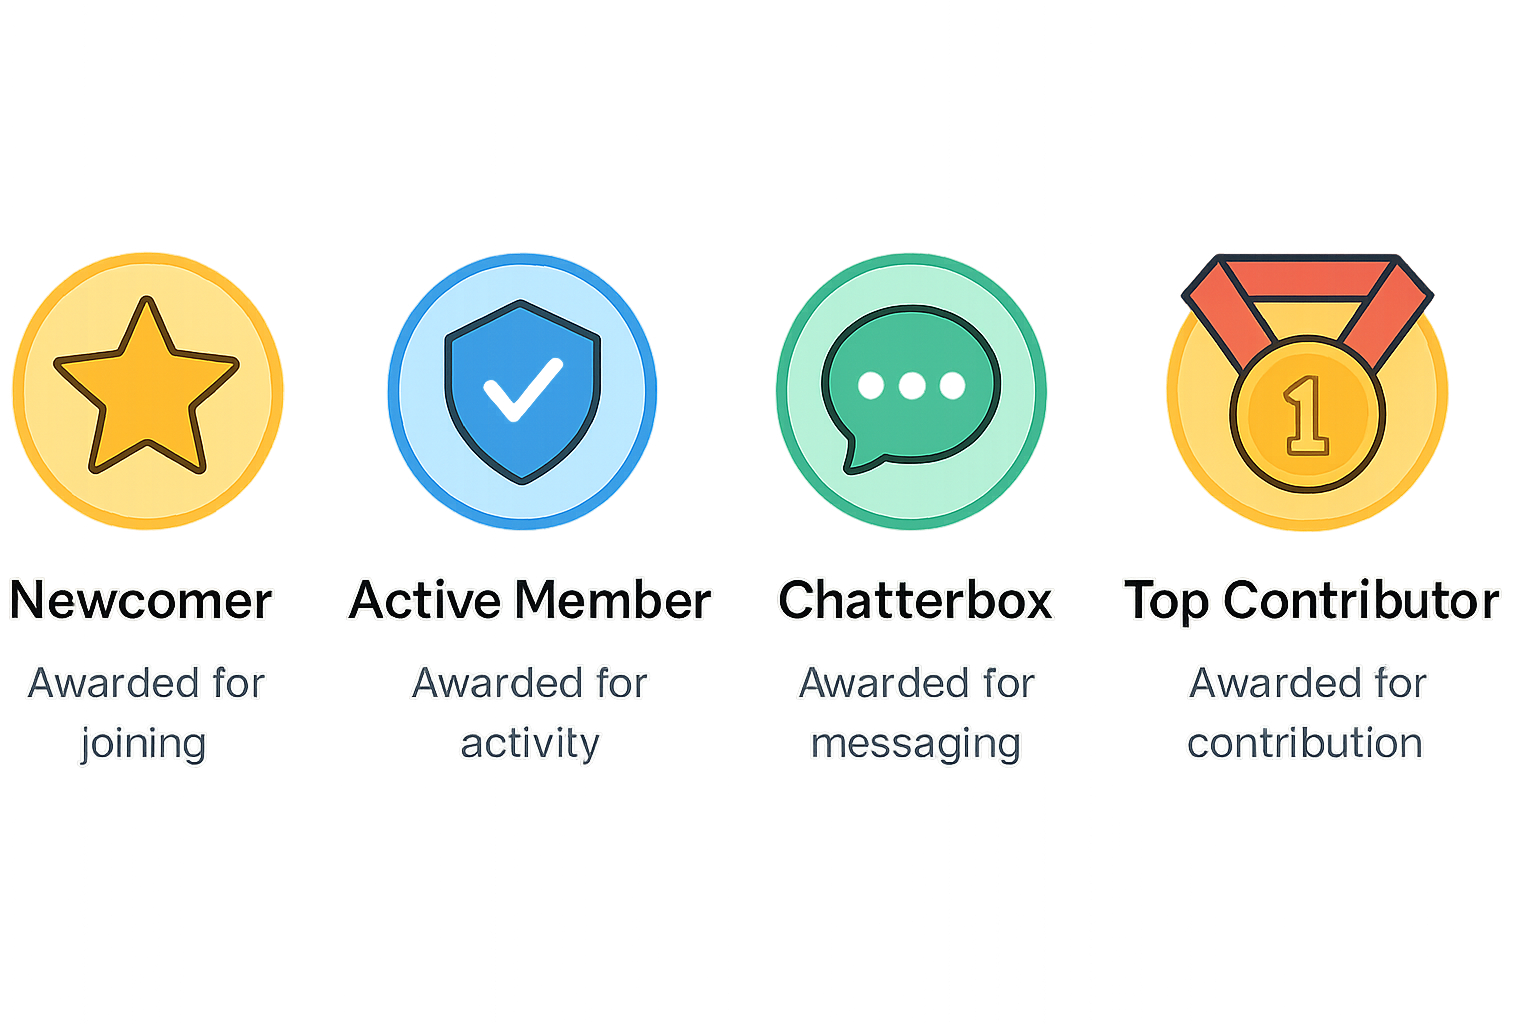 1
Newcomer
Awarded for
joining
Active Member
Awarded for
activity
Chatterbox
Awarded for
messaging
Top Contributor
Awarded for
contribution